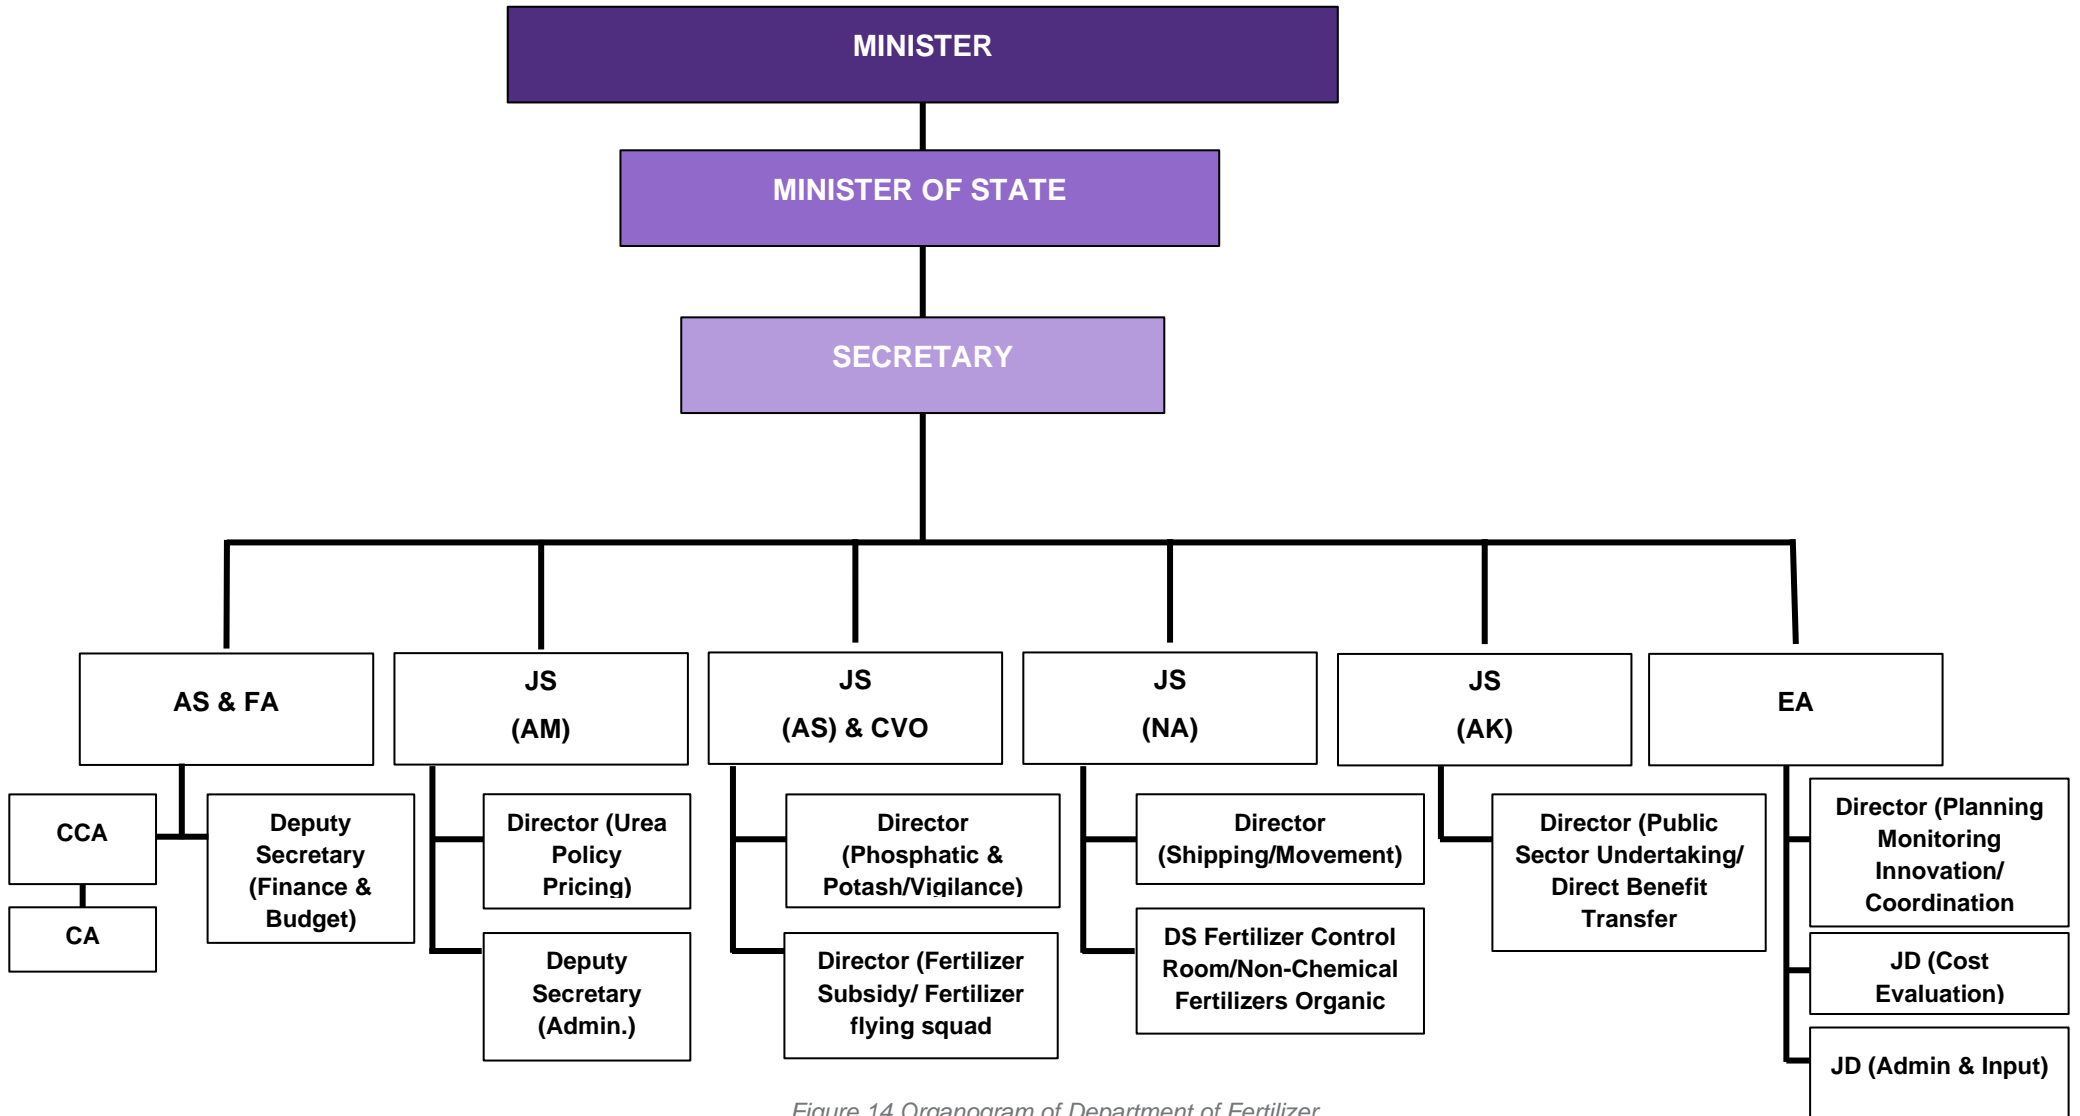 MINISTER
MINISTER OF STATE
SECRETARY
AS & FA
JS
(AM)
JS
(AS) & CVO
JS
(NA)
JS
(AK)
EA
CCA
CA
Deputy
Secretary
(Finance &
Budget)
Director (Urea
Policy
Pricing)
Deputy
Secretary
(Admin.)
Director
(Phosphatic &
Potash/Vigilance)
Director (Fertilizer
Subsidy/ Fertilizer
flying squad
Director
(Shipping/Movement)
DS Fertilizer Control
Room/Non-Chemical
Fertilizers Organic
Director (Public
Sector Undertaking/
Direct Benefit
Transfer
Director (Planning
Monitoring
Innovation/
Coordination
JD (Cost
Evaluation)
JD (Admin & Input)
Figure 14 Organogram of Department of Fertilizer